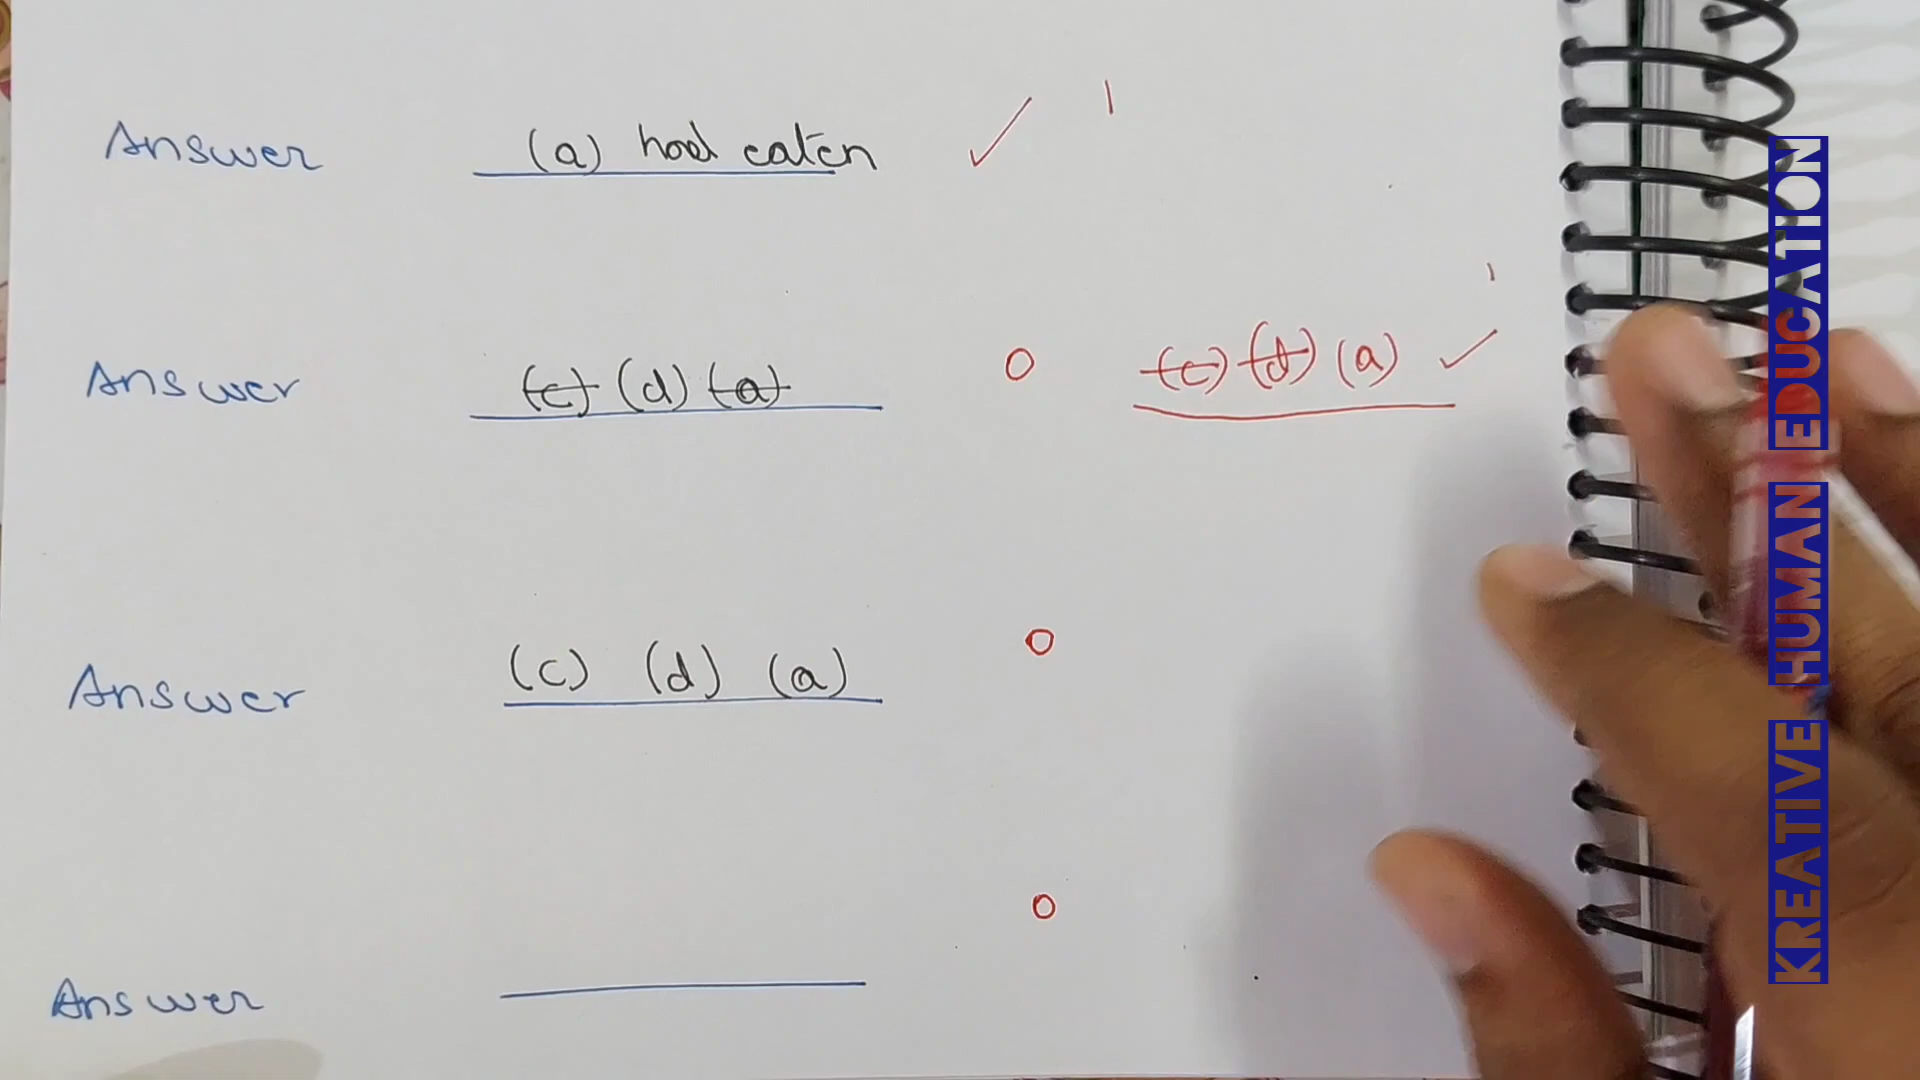 Answer (a) had eaten ✓ 1
Answer (c) (d) (a) 0 (c) (d) (a) ✓ 1
Answer (c) (d) (a) 0
Answer 0
KREATIVE HUMAN EDUCATION